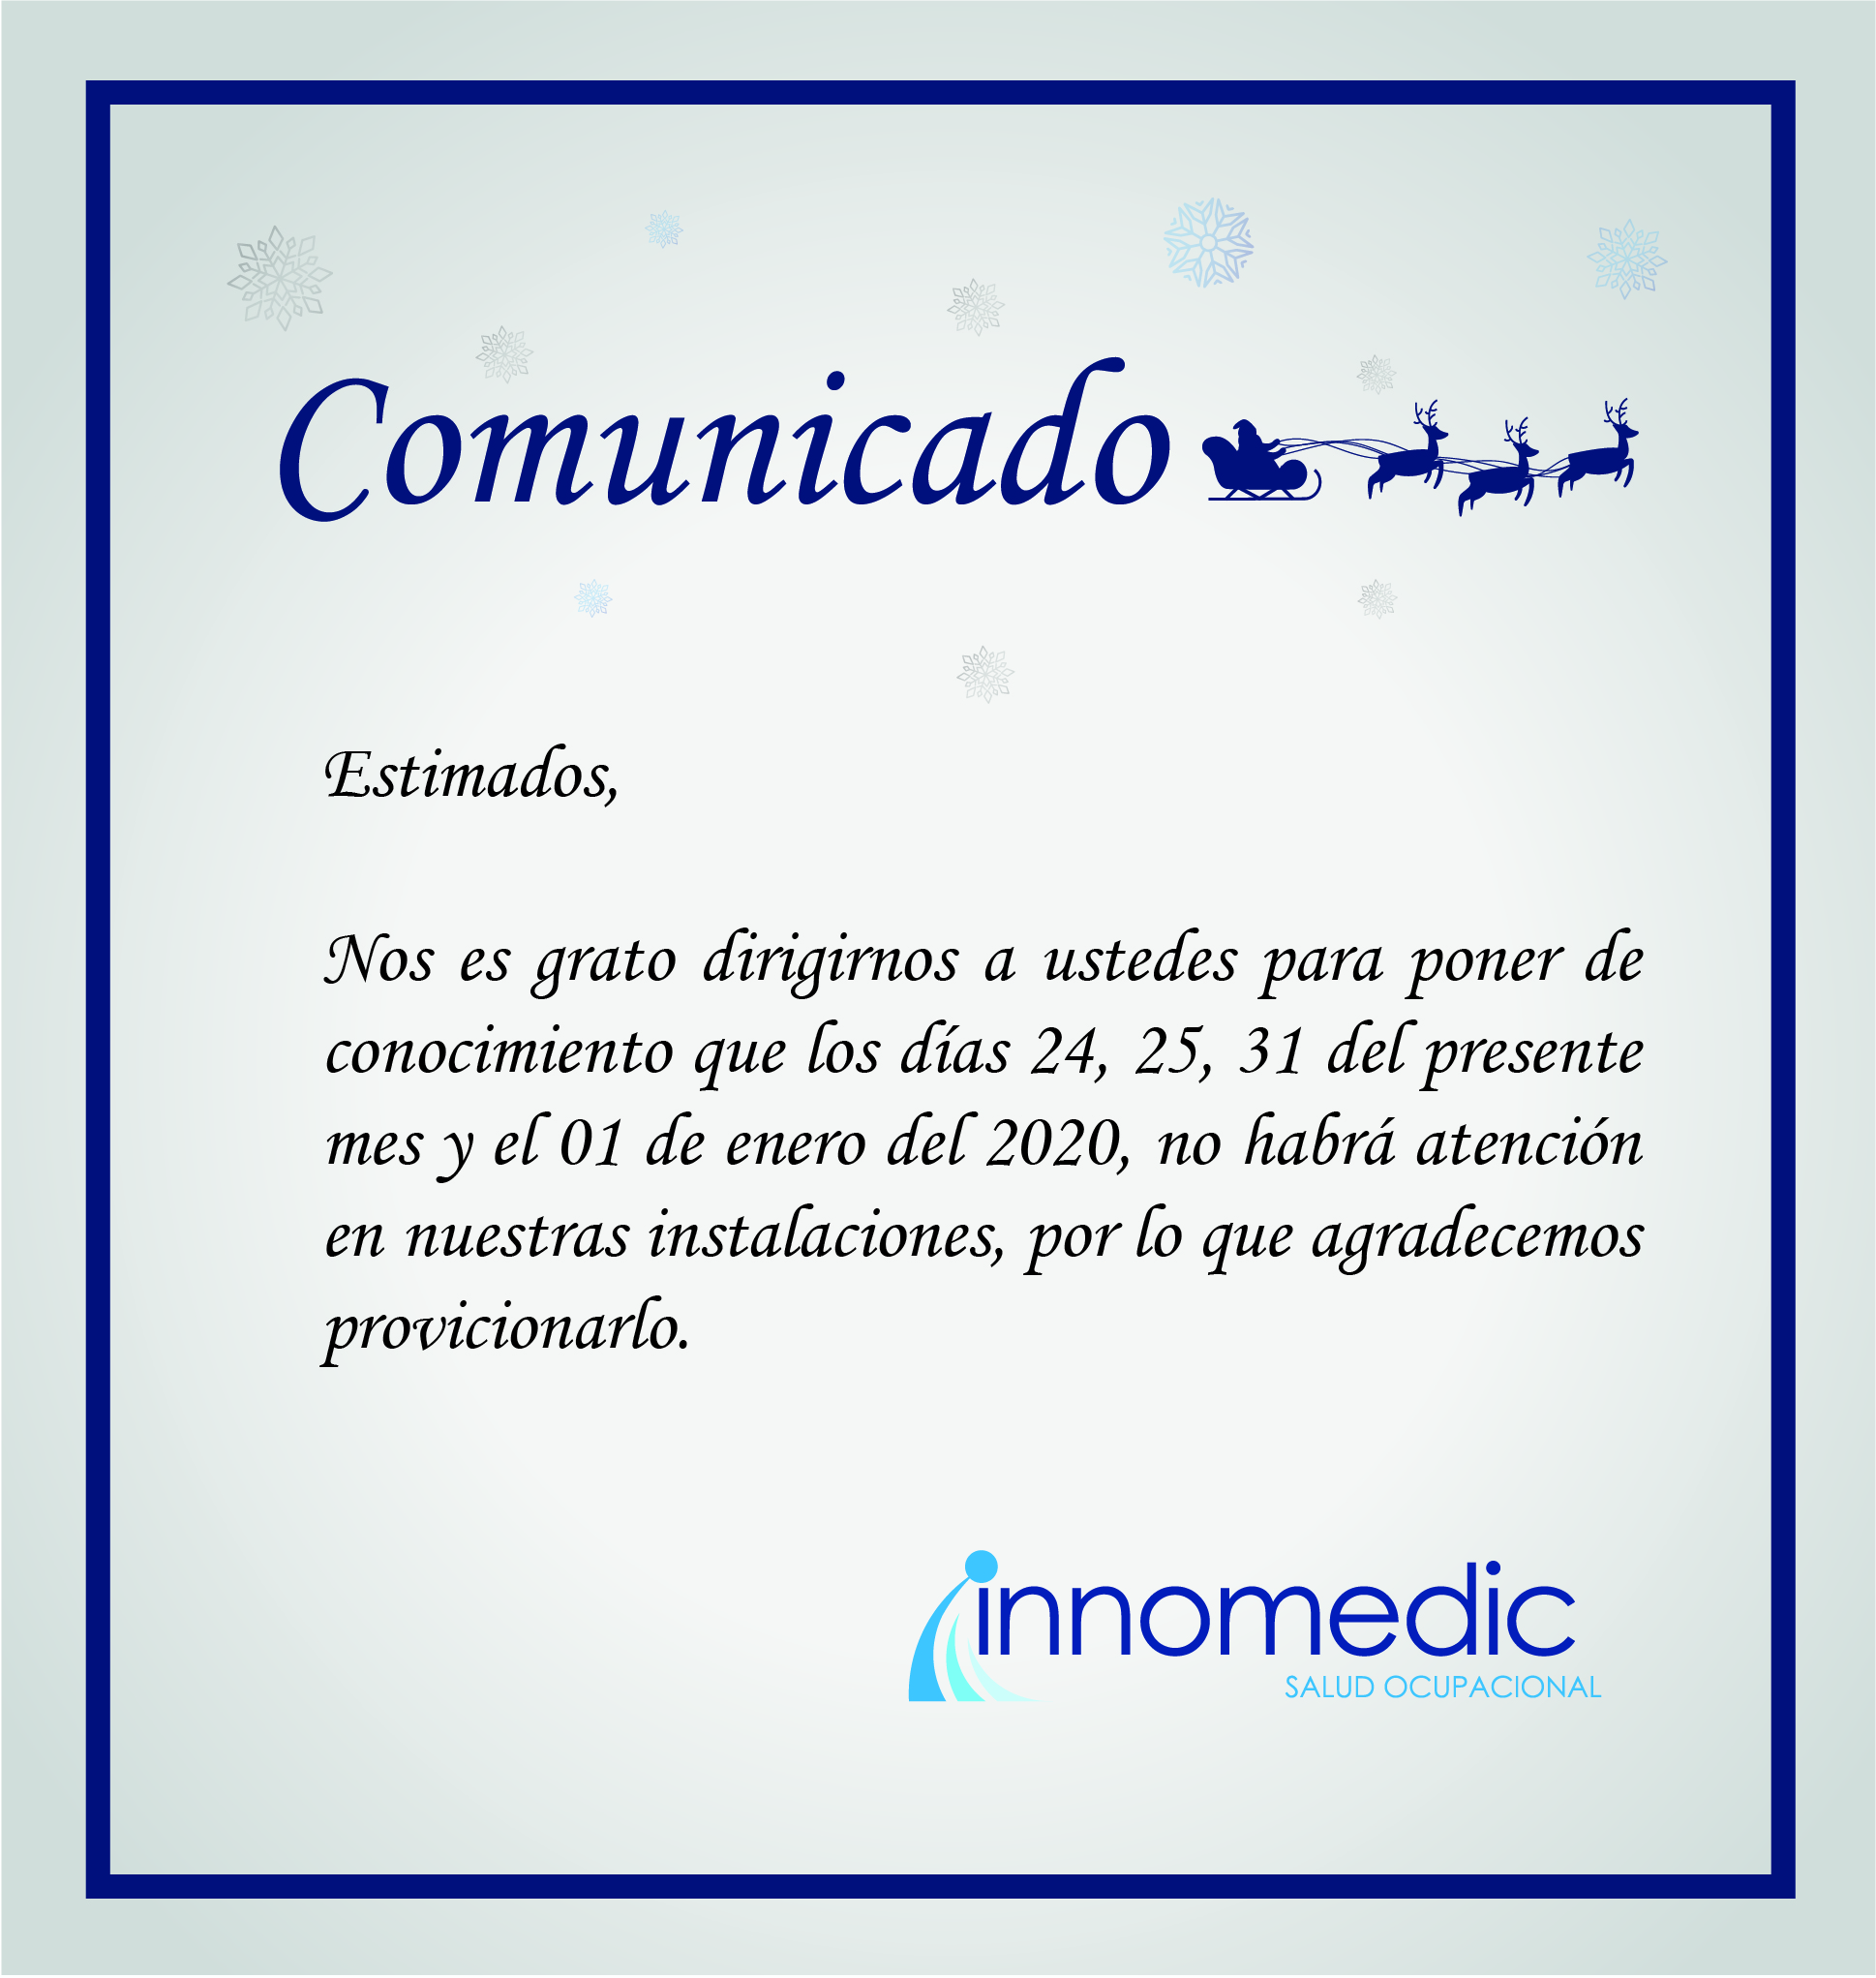 Comunicado
Estimados,
Nos es grato dirigirnos a ustedes para poner de
conocimiento que los días 24, 25, 31 del presente
mes y el 01 de enero del 2020, no habrá atención
en nuestras instalaciones, por lo que agradecemos
provicionarlo.
innomedic
SALUD OCUPACIONAL